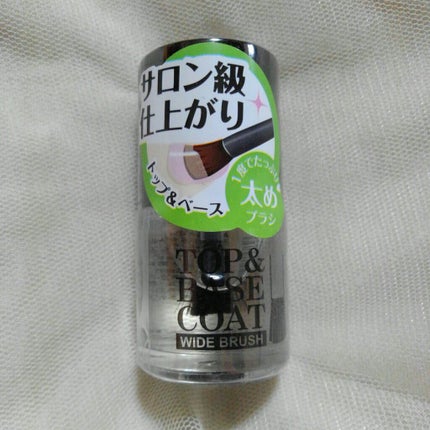 サロン級
仕上がり
トップ&ベース
1度でたっぷり
太め
ブラシ
TOP&
BASE
COAT
WIDE BRUSH